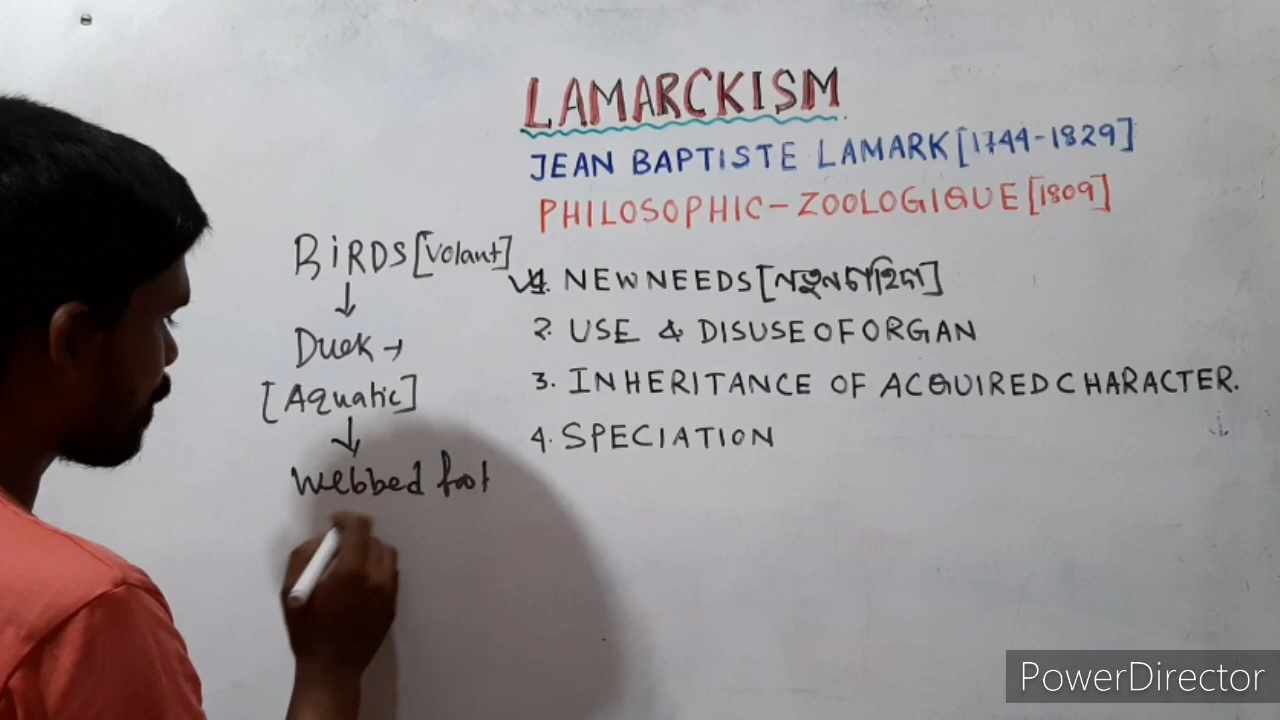 LAMARCKISM
JEAN BAPTISTE LAMARK [1744-1829]
PHILOSOPHIC-ZOOLOGIQUE [1809]
BiRDS [Volant]
↓
Duck →
[Aquatic]
↓
Webbed foot
1. NEW NEEDS [নতুন চাহিদা]
2. USE & DISUSE OF ORGAN
3. INHERITANCE OF ACQUIRED CHARACTER.
4. SPECIATION
PowerDirector